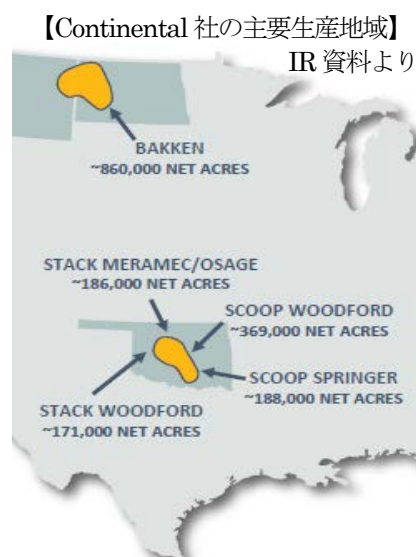 【Continental 社の主要生産地域】
IR 資料より
BAKKEN
~860,000 NET ACRES
STACK MERAMEC/OSAGE
~186,000 NET ACRES
SCOOP WOODFORD
~369,000 NET ACRES
SCOOP SPRINGER
~188,000 NET ACRES
STACK WOODFORD
~171,000 NET ACRES